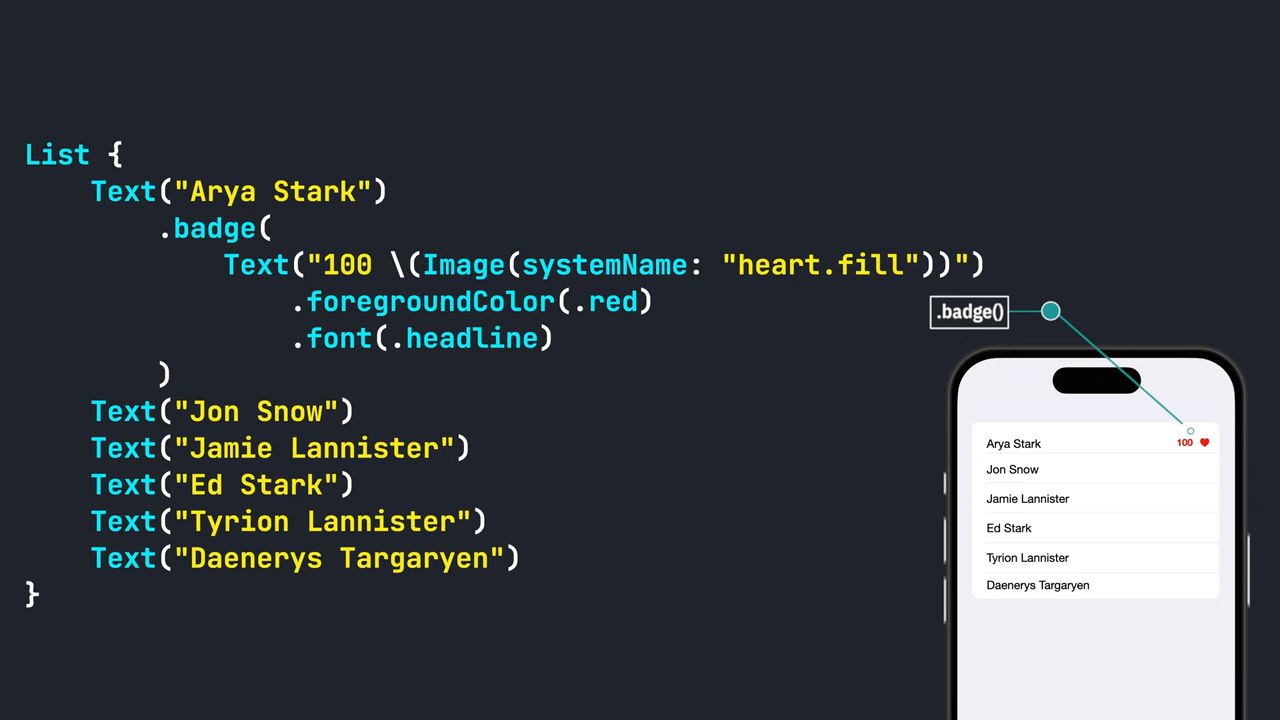 List {
    Text("Arya Stark")
        .badge(
            Text("100 \(Image(systemName: "heart.fill"))")
                .foregroundColor(.red)
                .font(.headline)
        )
    Text("Jon Snow")
    Text("Jamie Lannister")
    Text("Ed Stark")
    Text("Tyrion Lannister")
    Text("Daenerys Targaryen")
}
.badge()
Arya Stark 100
Jon Snow
Jamie Lannister
Ed Stark
Tyrion Lannister
Daenerys Targaryen